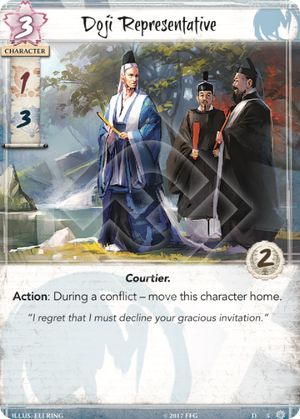 3
Doji Representative
CHARACTER
1
3
2
Courtier.
Action: During a conflict – move this character home.
"I regret that I must decline your gracious invitation."
ILLUS: ELI RING
© 2017 FFG
D 5